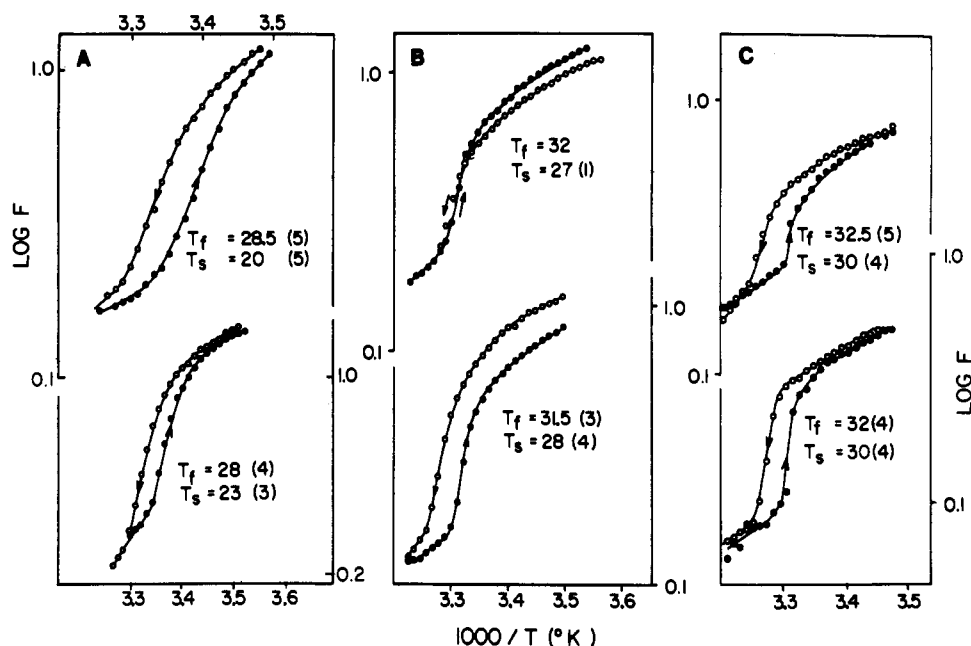 3.3 3.4 3.5
A
B
C
1.0
1.0
1.0
LOG F
T_f = 32
T_s = 27 (1)
T_f = 28.5 (5)
T_s = 20 (5)
T_f = 32.5 (5)
T_s = 30 (4)
1.0
1.0
0.1
0.1
0.1
1.0
LOG F
T_f = 31.5 (3)
T_s = 28 (4)
T_f = 32(4)
T_s = 30(4)
T_f = 28 (4)
T_s = 23 (3)
0.1
0.2
0.1
3.3 3.4 3.5
3.3 3.4 3.5 3.6
3.3 3.4 3.5
1000 / T (°K)